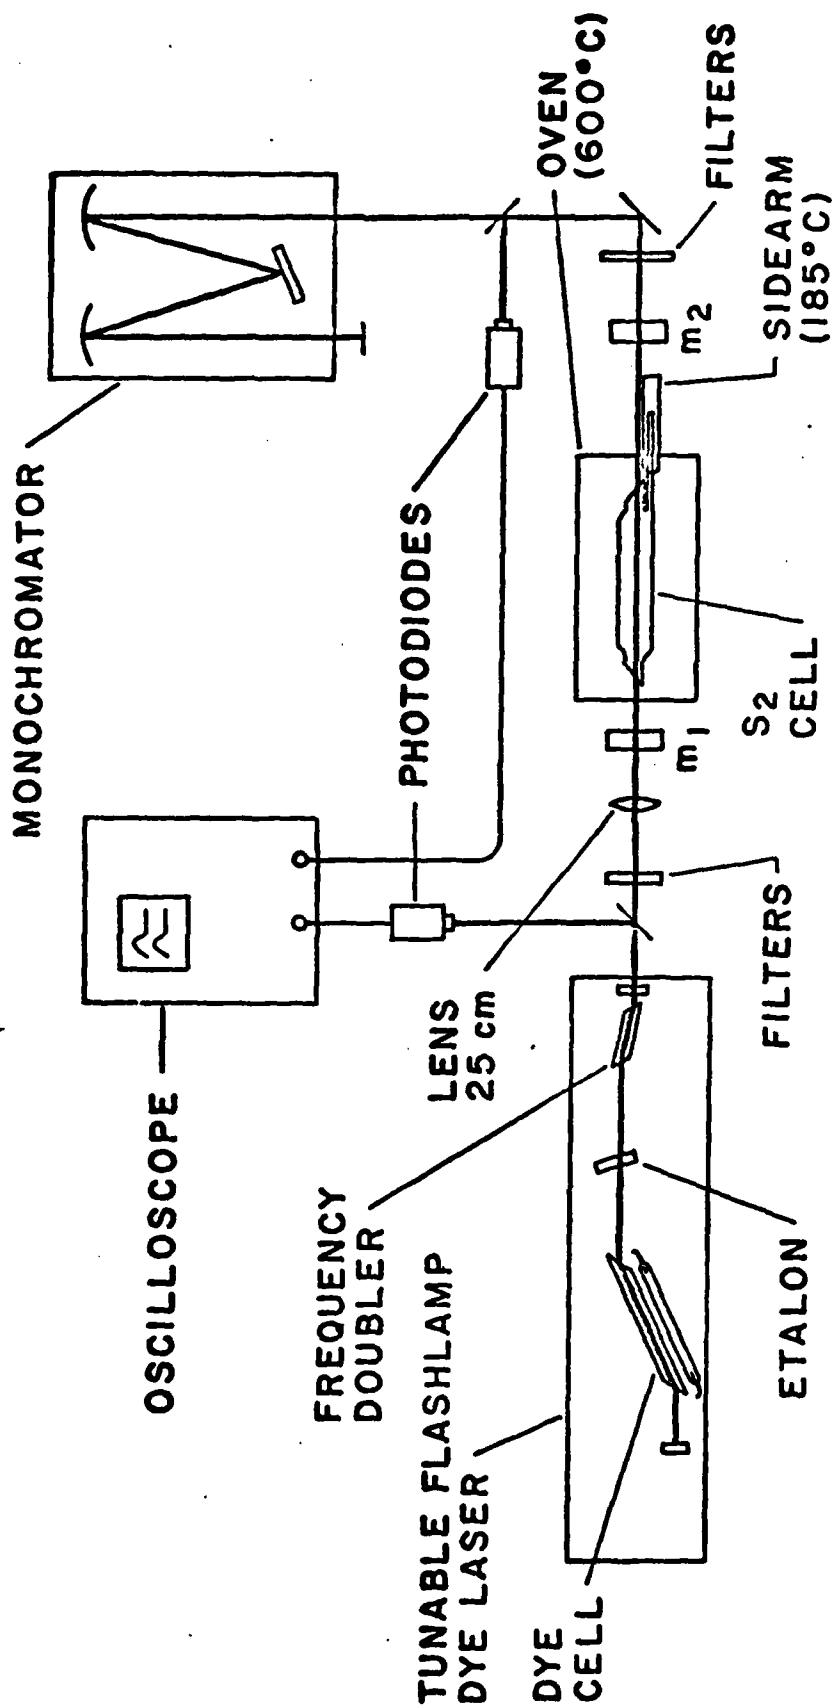 MONOCHROMATOR
OSCILLOSCOPE
PHOTODIODES
OVEN
(600°C)
FILTERS
SIDEARM
(185°C)
m2
S2
CELL
m1
LENS
25 cm
FILTERS
FREQUENCY
DOUBLER
TUNABLE FLASHLAMP
DYE LASER
ETALON
DYE
CELL